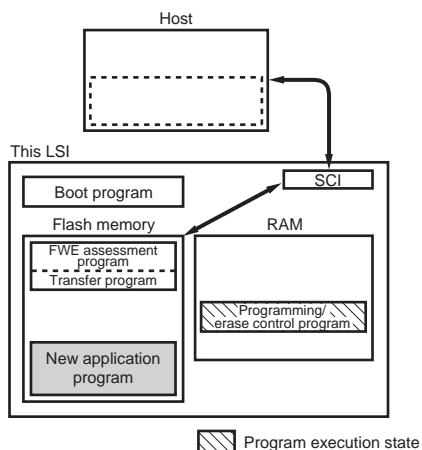 Host
This LSI
SCI
Boot program
Flash memory
RAM
FWE assessment
program
Transfer program
Programming/
erase control program
New application
program
Program execution state